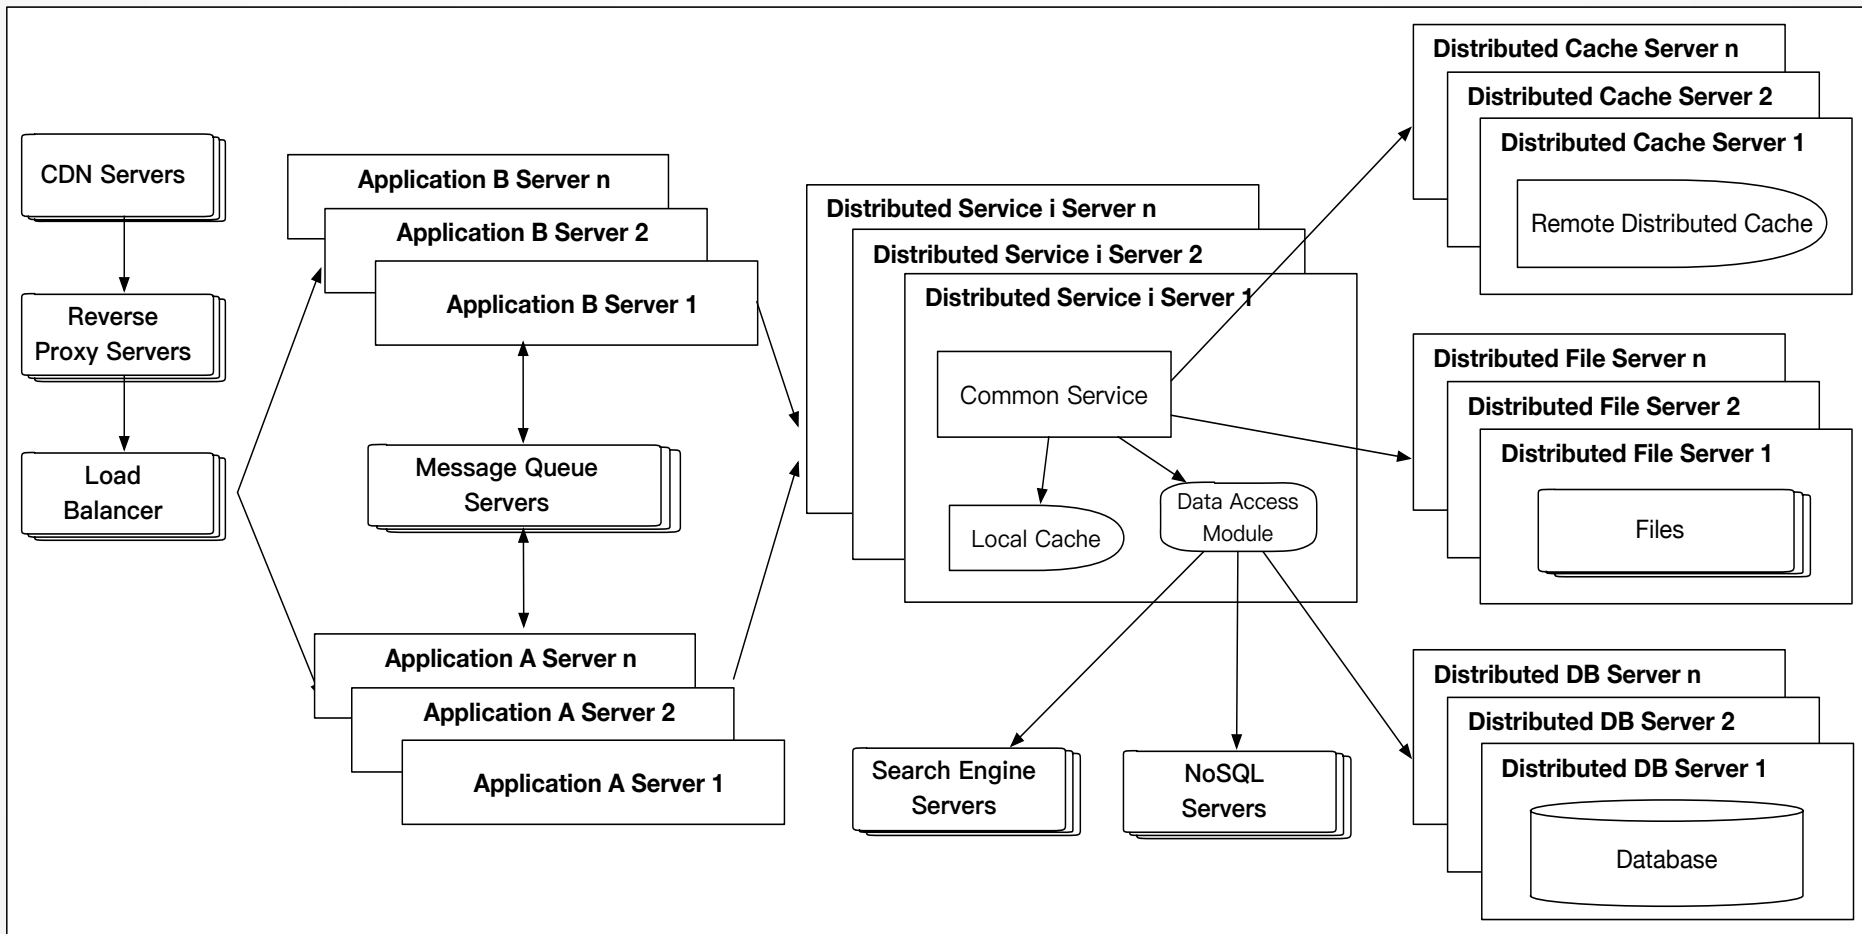 CDN Servers
Reverse
Proxy Servers
Load
Balancer
Application B Server n
Application B Server 2
Application B Server 1
Message Queue
Servers
Application A Server n
Application A Server 2
Application A Server 1
Distributed Service i Server n
Distributed Service i Server 2
Distributed Service i Server 1
Common Service
Local Cache
Data Access
Module
Search Engine
Servers
NoSQL
Servers
Distributed Cache Server n
Distributed Cache Server 2
Distributed Cache Server 1
Remote Distributed Cache
Distributed File Server n
Distributed File Server 2
Distributed File Server 1
Files
Distributed DB Server n
Distributed DB Server 2
Distributed DB Server 1
Database